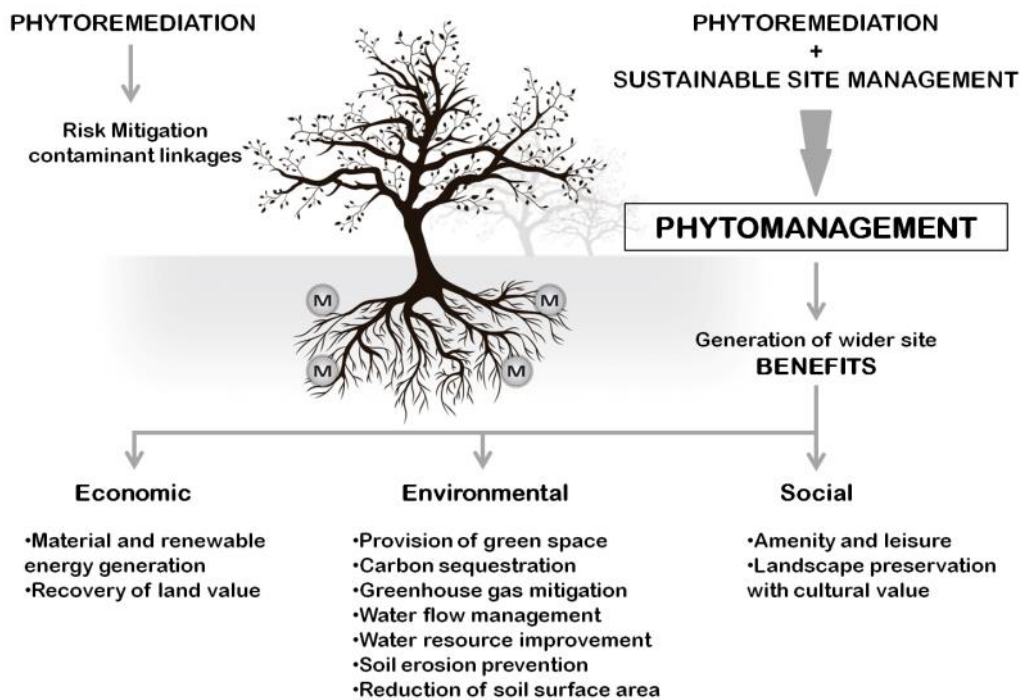 PHYTOREMEDIATION
Risk Mitigation
contaminant linkages
PHYTOREMEDIATION
+
SUSTAINABLE SITE MANAGEMENT
PHYTOMANAGEMENT
M
M
M
M
Generation of wider site
BENEFITS
Economic
•Material and renewable
energy generation
•Recovery of land value
Environmental
•Provision of green space
•Carbon sequestration
•Greenhouse gas mitigation
•Water flow management
•Water resource improvement
•Soil erosion prevention
•Reduction of soil surface area
Social
•Amenity and leisure
•Landscape preservation
with cultural value